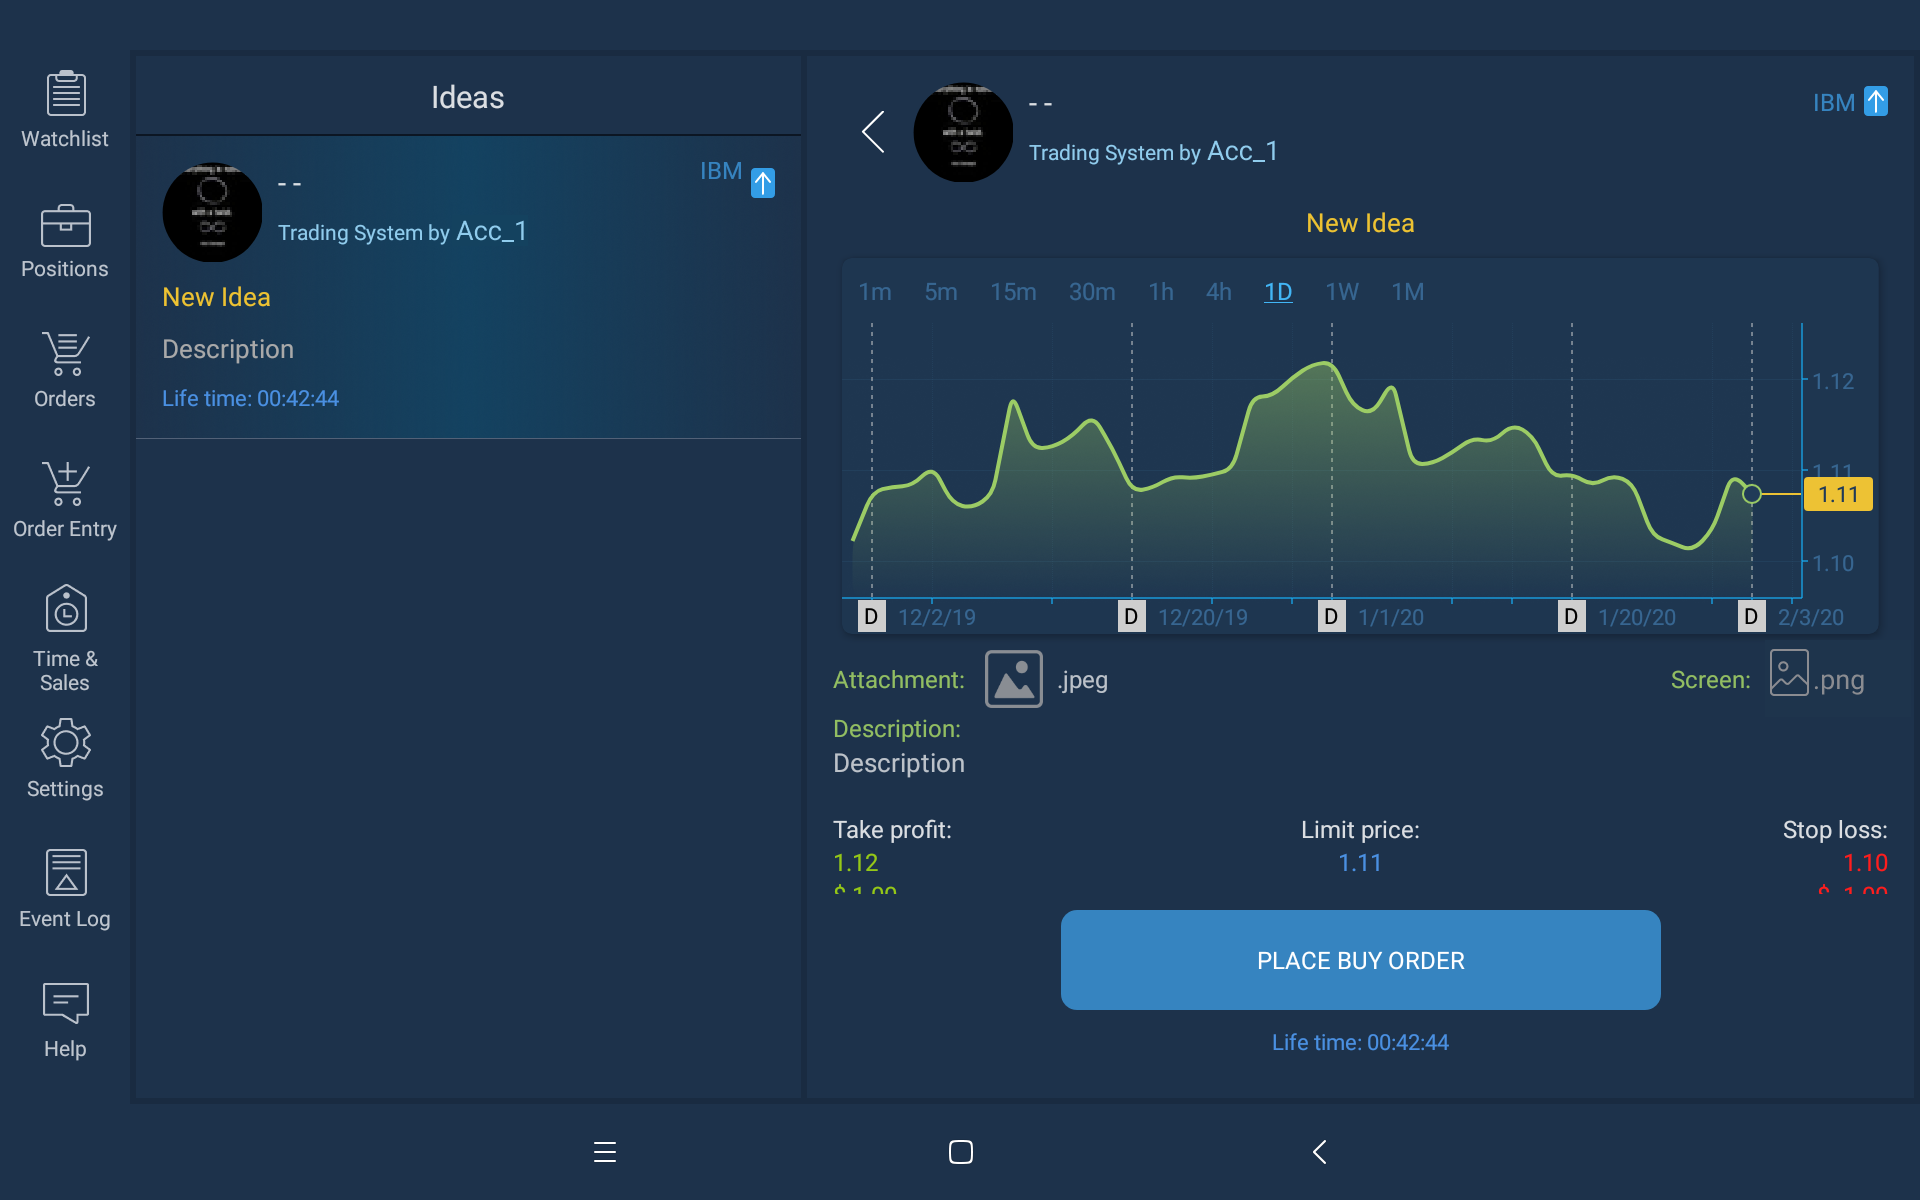 Watchlist
Positions
Orders
Order Entry
Time &
Sales
Settings
Event Log
Help
Ideas
- -
IBM
Trading System by Acc_1
New Idea
Description
Life time: 00:42:44
- -
IBM
Trading System by Acc_1
New Idea
1m 5m 15m 30m 1h 4h 1D 1W 1M
1.12
1.11
1.11
1.10
D 12/2/19 D 12/20/19 D 1/1/20 D 1/20/20 D 2/3/20
Attachment: .jpeg Screen: .png
Description:
Description
Take profit: Limit price: Stop loss:
1.12 1.11 1.10
PLACE BUY ORDER
Life time: 00:42:44